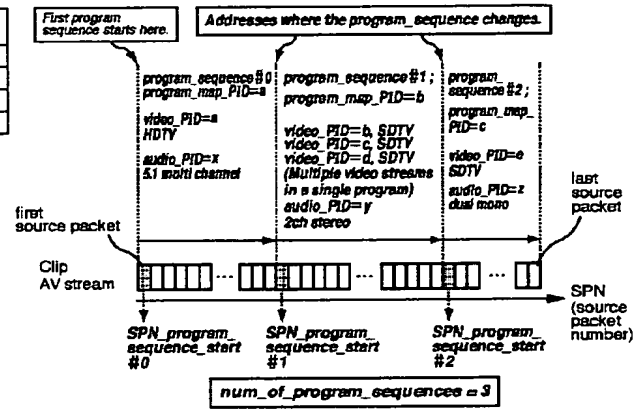 First program
sequence starts here.
Addresses where the program_sequence changes.
program_sequence#0
program_map_PID=a
video_PID=a
HDTV
audio_PID=x
5.1 multi channel
program_sequence#1;
program_map_PID=b
video_PID=b, SDTV
video_PID=c, SDTV
video_PID=d, SDTV
(Multiple video streams
in a single program)
audio_PID=y
2ch stereo
program_
sequence#2;
program_map_
PID=c
video_PID=e
SDTV
audio_PID=z
dual mono
first
source packet
last
source
packet
Clip
AV stream
SPN
(source
packet
number)
SPN_program_
sequence_start
#0
SPN_program_
sequence_start
#1
SPN_program_
sequence_start
#2
num_of_program_sequences = 3